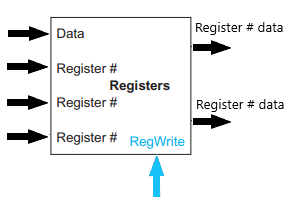 Register # data
Data
Register #
Registers
Register #
Register # data
Register #
RegWrite